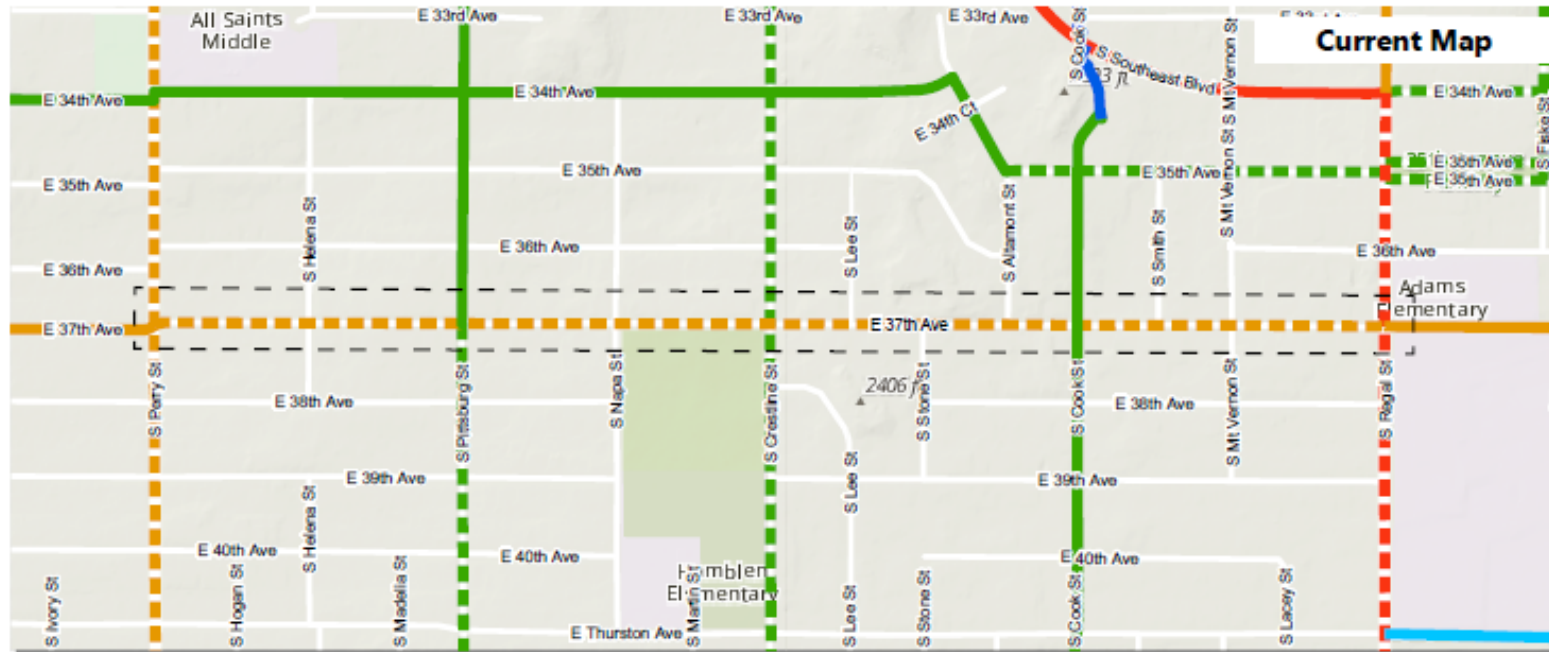 All Saints
Middle
E 33rd Ave
E 33rd Ave
E 33rd Ave
Current Map
S Cook St
S Southeast Blvd
S Mt Vernon St
E 34th Ave
E 34th Ave
E 34th Ct
E 34th Ave
S Fiske St
E 35th Ave
E 35th Ave
E 35th Ave
E 35th Ave
E 35th Ave
S Mt Vernon St
S Helena St
S Lee St
S Altamont St
S Smith St
E 36th Ave
E 36th Ave
E 36th Ave
Adams
Elementary
E 37th Ave
E 37th Ave
S Perry St
S Pittsburg St
S Napa St
S Crestline St
2406 f
S Stone St
S Cook St
S Mt Vernon St
S Regal St
E 38th Ave
E 38th Ave
E 39th Ave
E 39th Ave
S Lee St
S Helena St
E 40th Ave
E 40th Ave
E 40th Ave
Hamblen
Elementary
S Ivory St
S Hogan St
S Madelia St
E Thurston Ave
S Martin St
S Lee St
S Stone St
S Cook St
S Lacey St